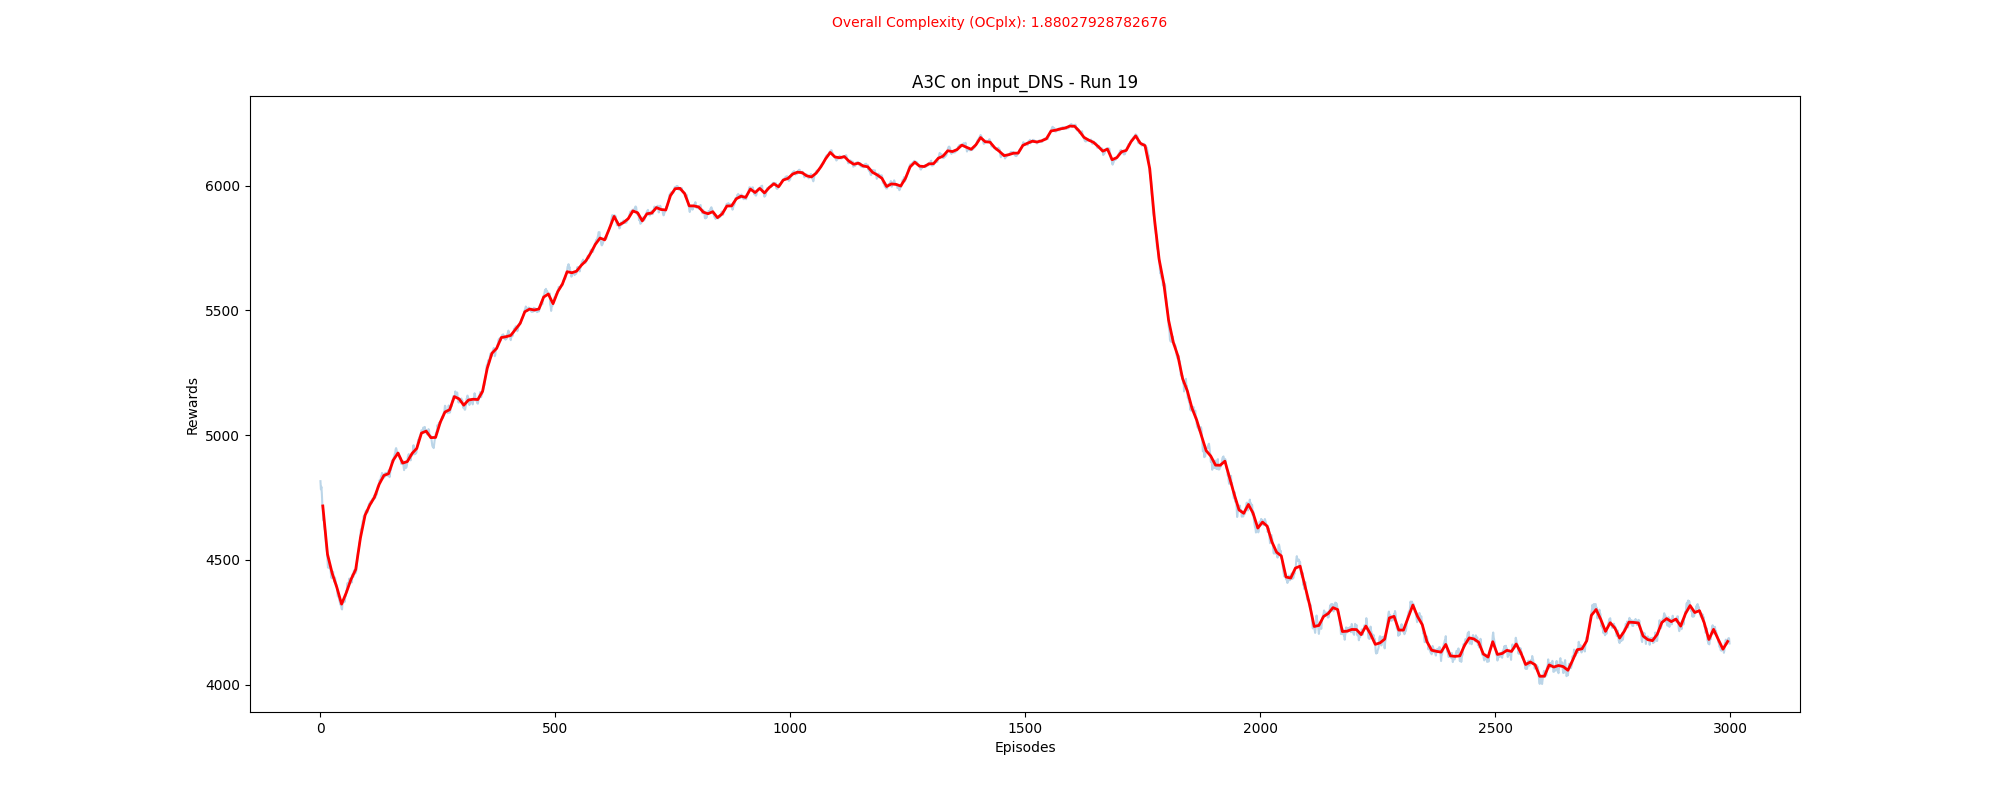 Overall Complexity (OCplx): 1.88027928782676
A3C on input_DNS - Run 19
Rewards
6000
5500
5000
4500
4000
0 500 1000 1500 2000 2500 3000
Episodes